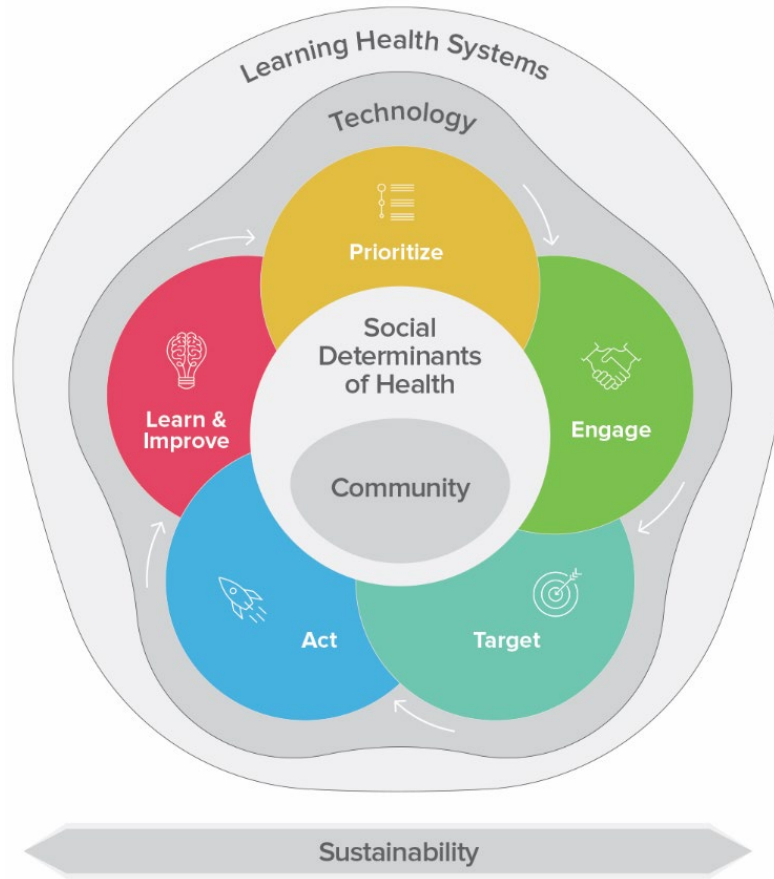 Learning Health Systems
Technology
Prioritize
Social
Determinants
of Health
Community
Engage
Target
Act
Learn &
Improve
Sustainability